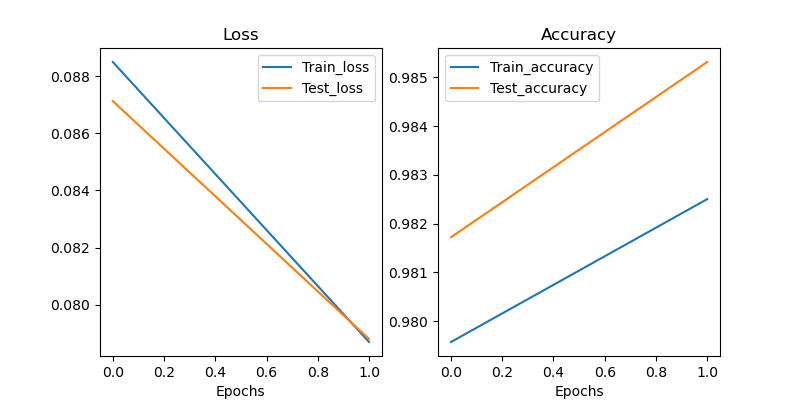 Loss
Train_loss
Test_loss
0.088
0.086
0.084
0.082
0.080
0.0 0.2 0.4 0.6 0.8 1.0
Epochs
Accuracy
Train_accuracy
Test_accuracy
0.985
0.984
0.983
0.982
0.981
0.980
0.0 0.2 0.4 0.6 0.8 1.0
Epochs